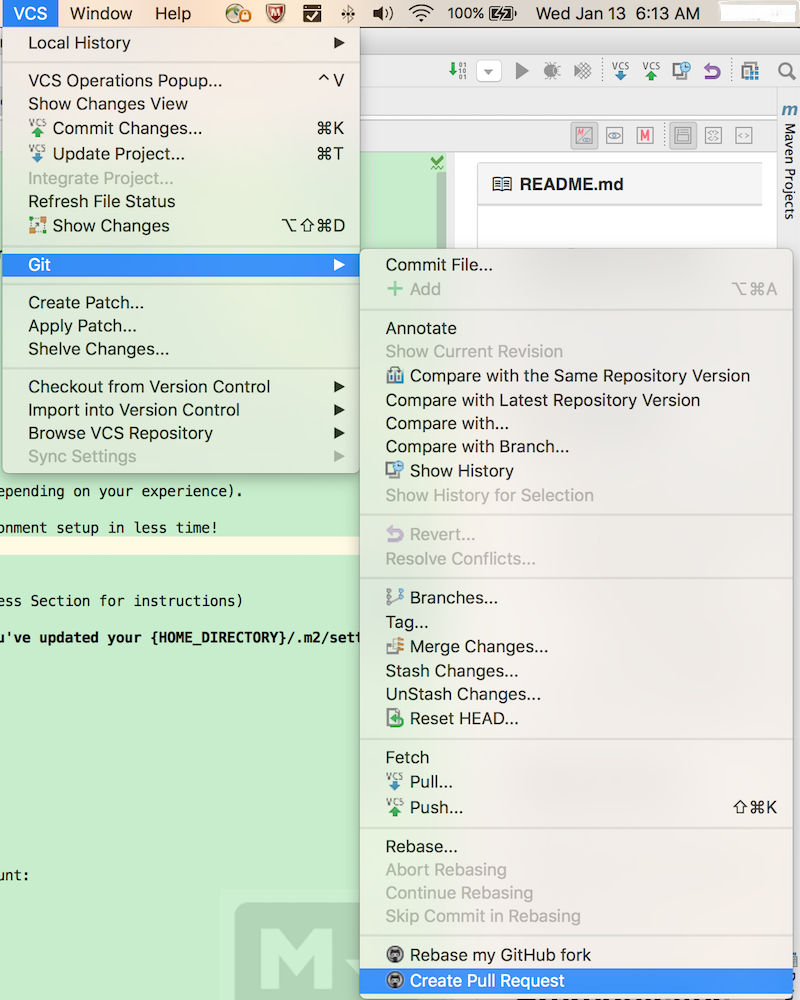 VCS Window Help 100% Wed Jan 13 6:13 AM
Local History
VCS Operations Popup... ^V
Show Changes View
VCS Commit Changes... ⌘K
VCS Update Project... ⌘T
Integrate Project...
Refresh File Status
Show Changes ⌥⇧⌘D
Git
Create Patch...
Apply Patch...
Shelve Changes...
Checkout from Version Control
Import into Version Control
Browse VCS Repository
Sync Settings
VCS VCS
M
m
Maven Projects
README.md
Commit File...
Add ⌥⌘A
Annotate
Show Current Revision
Compare with the Same Repository Version
Compare with Latest Repository Version
Compare with...
Compare with Branch...
Show History
Show History for Selection
Revert...
Resolve Conflicts...
Branches...
Tag...
Merge Changes...
Stash Changes...
UnStash Changes...
Reset HEAD...
Fetch
VCS Pull...
VCS Push... ⇧⌘K
Rebase...
Abort Rebasing
Continue Rebasing
Skip Commit in Rebasing
Rebase my GitHub fork
Create Pull Request
epending on your experience).
onment setup in less time!
ess Section for instructions)
u've updated your {HOME_DIRECTORY}/.m2/sett
unt:
M